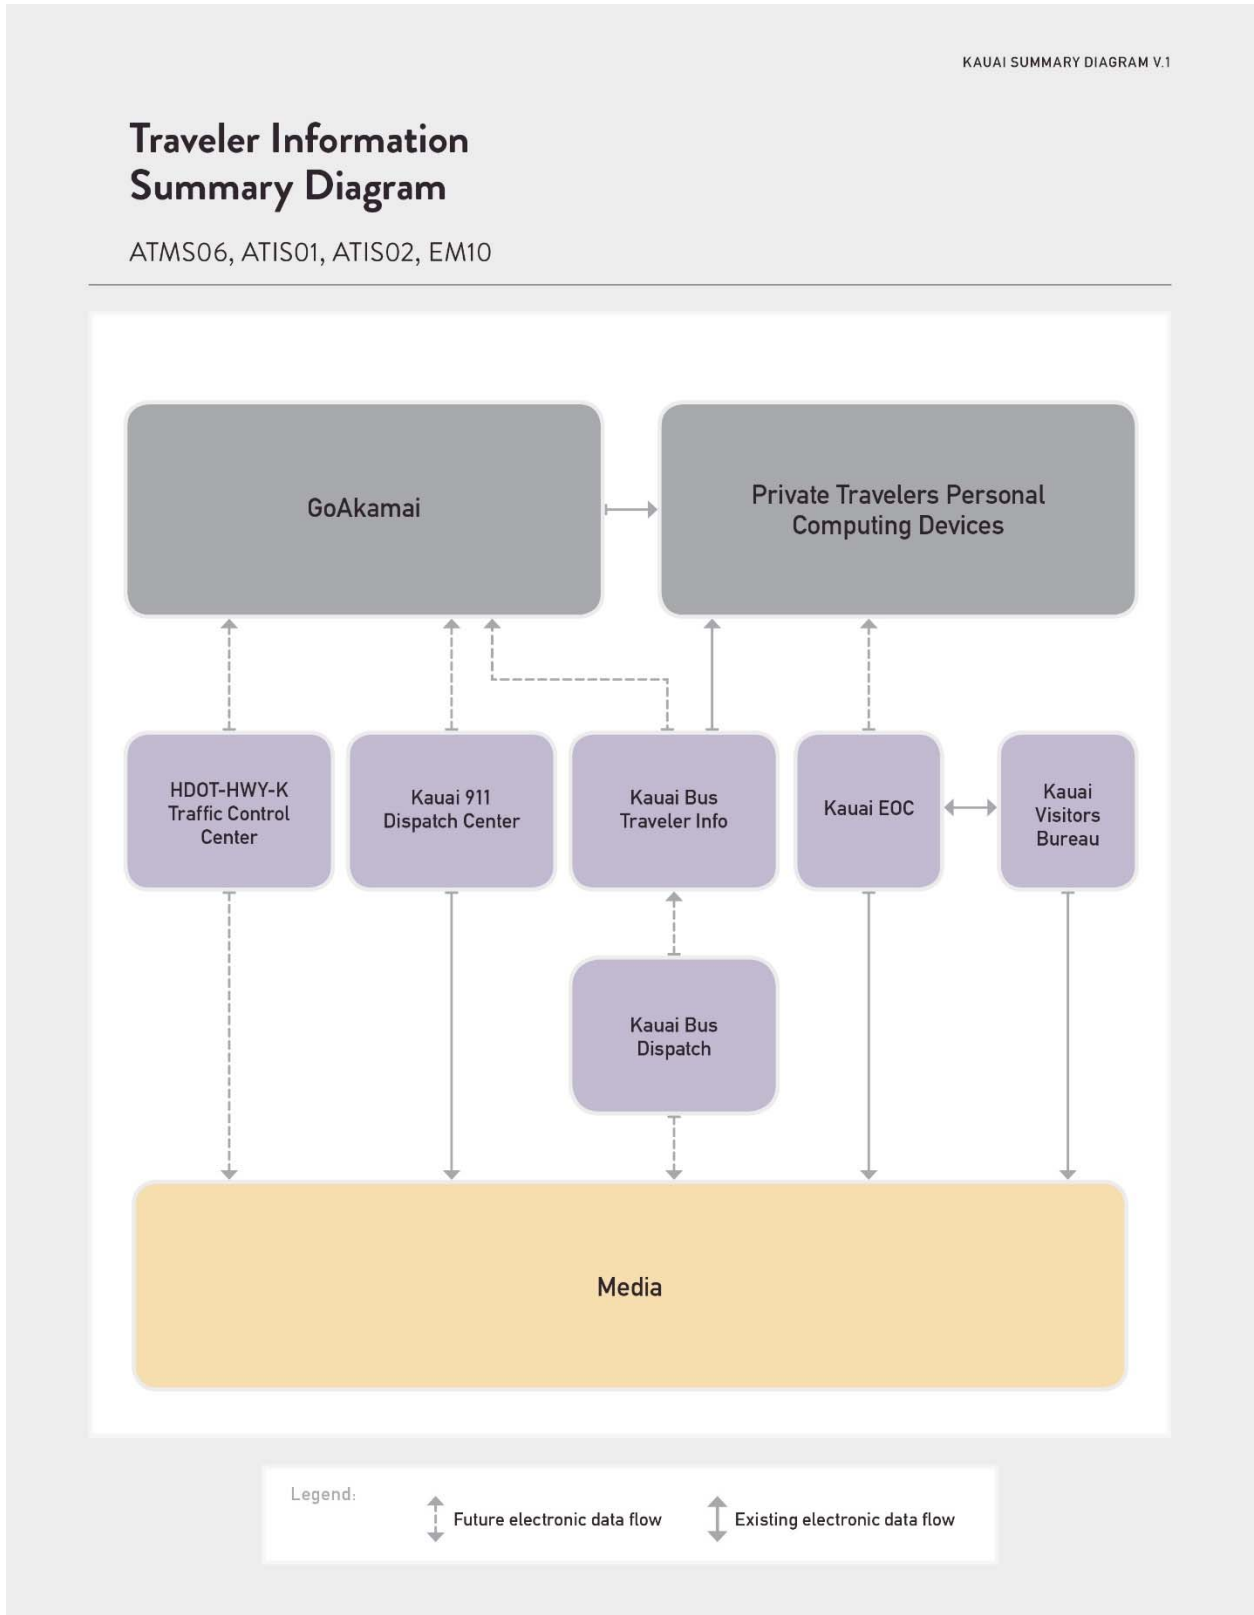 KAUAI SUMMARY DIAGRAM V.1
Traveler Information
Summary Diagram
ATMS06, ATIS01, ATIS02, EM10
GoAkamai
Private Travelers Personal
Computing Devices
HDOT-HWY-K
Traffic Control
Center
Kauai 911
Dispatch Center
Kauai Bus
Traveler Info
Kauai EOC
Kauai
Visitors
Bureau
Kauai Bus
Dispatch
Media
Legend:
Future electronic data flow
Existing electronic data flow